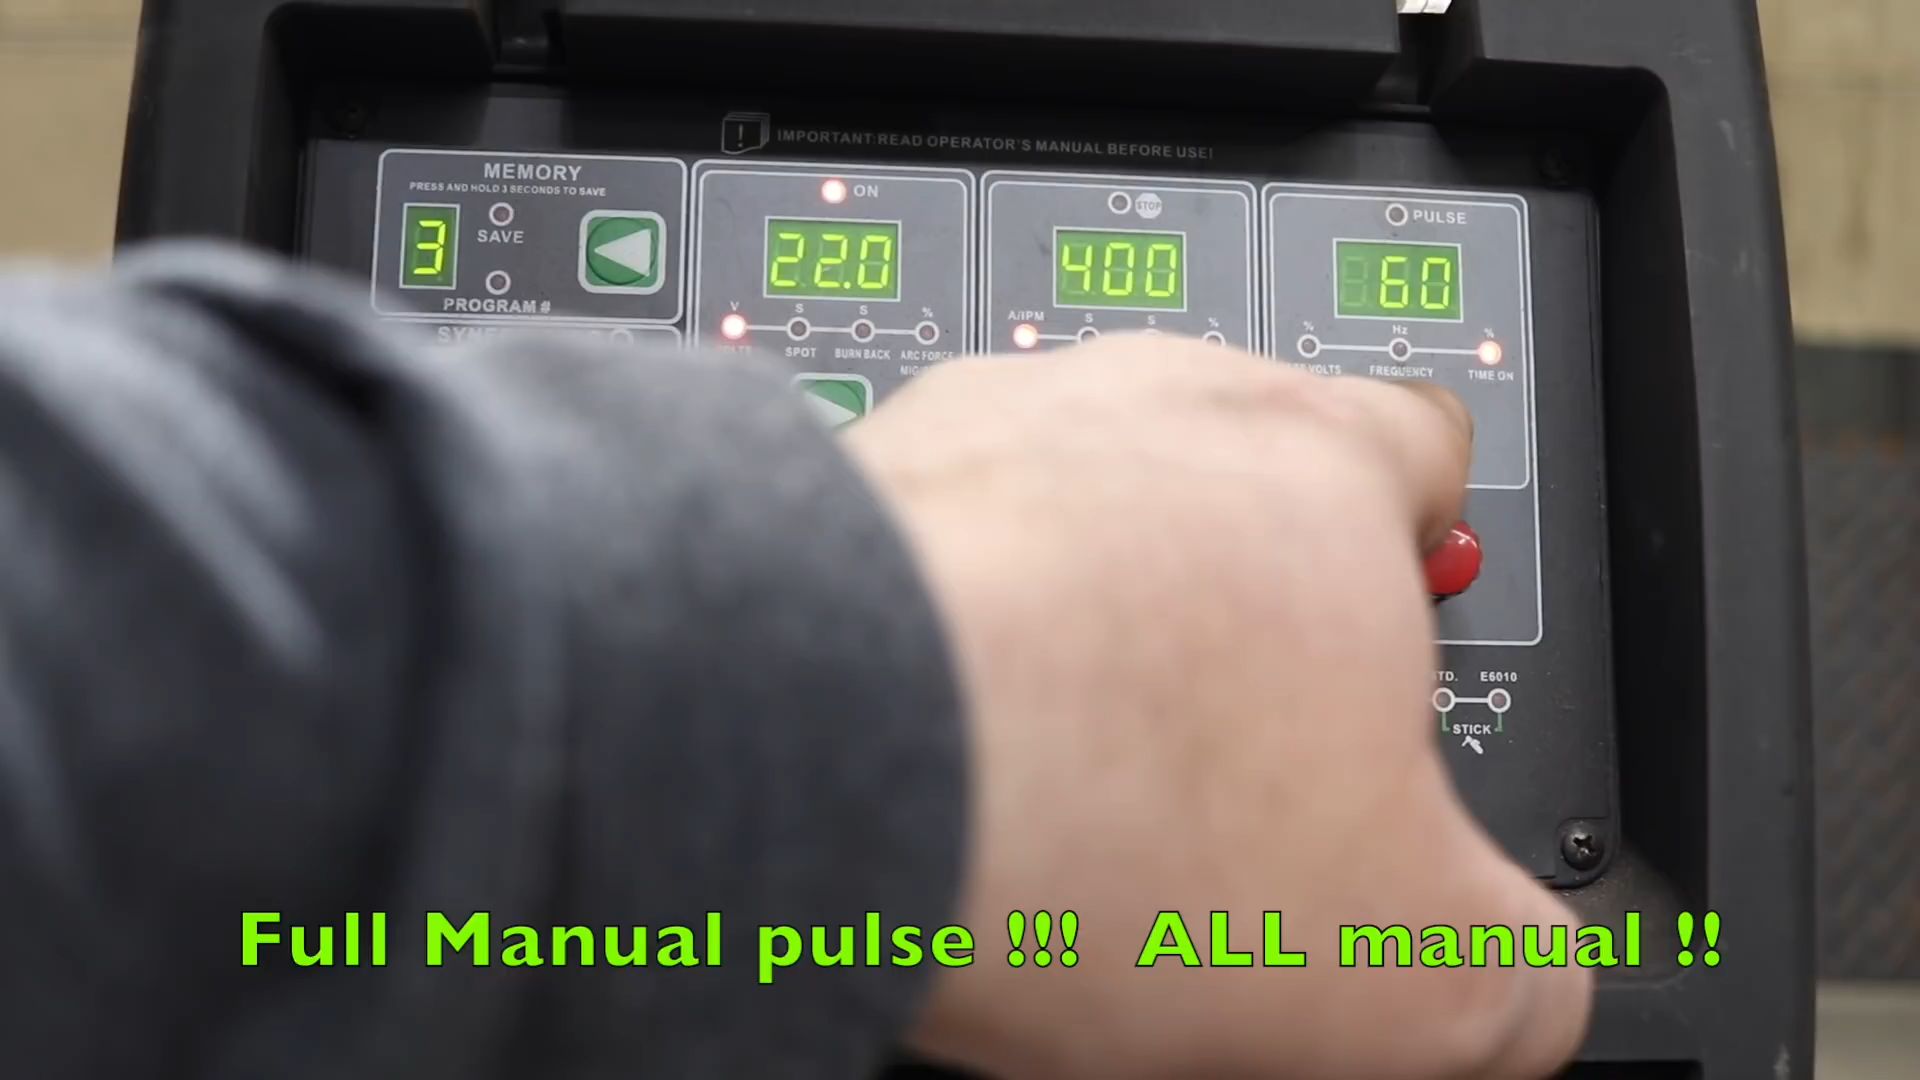 IMPORTANT:READ OPERATOR'S MANUAL BEFORE USE!
MEMORY
PRESS AND HOLD 3 SECONDS TO SAVE
3
SAVE
PROGRAM #
ON
22.0
V S S %
SPOT BURN BACK ARC FORCE
STOP
400
A/IPM S S %
PULSE
60
% Hz %
VOLTS FREQUENCY TIME ON
E6010
STICK
Full Manual pulse !!! ALL manual !!